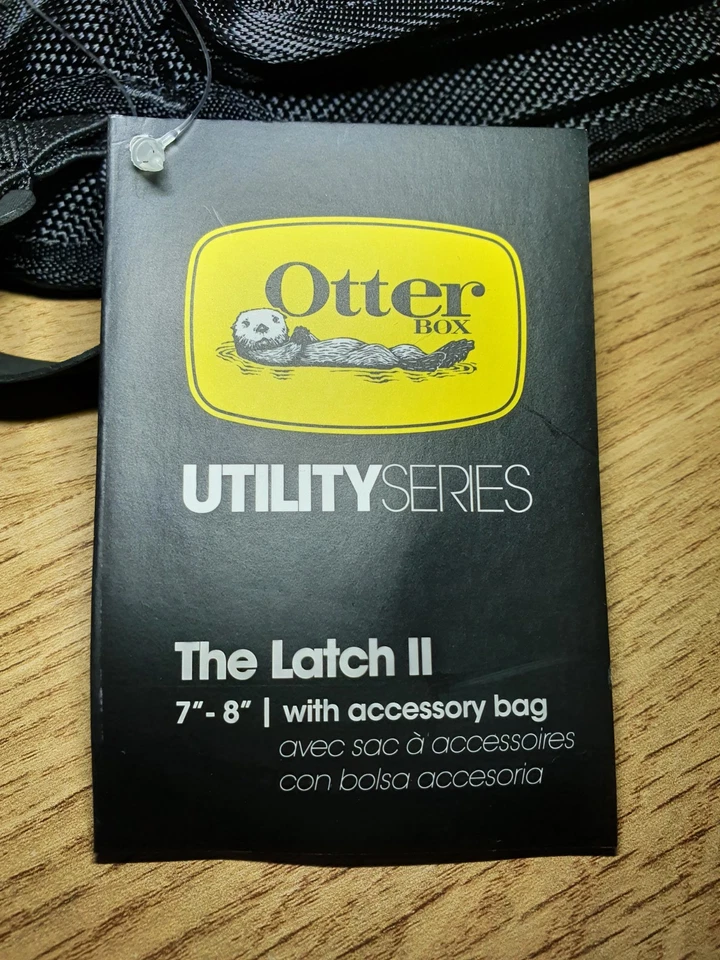 Otter
BOX
UTILITYSERIES
The Latch II
7"- 8" | with accessory bag
avec sac à accessoires
con bolsa accesoria